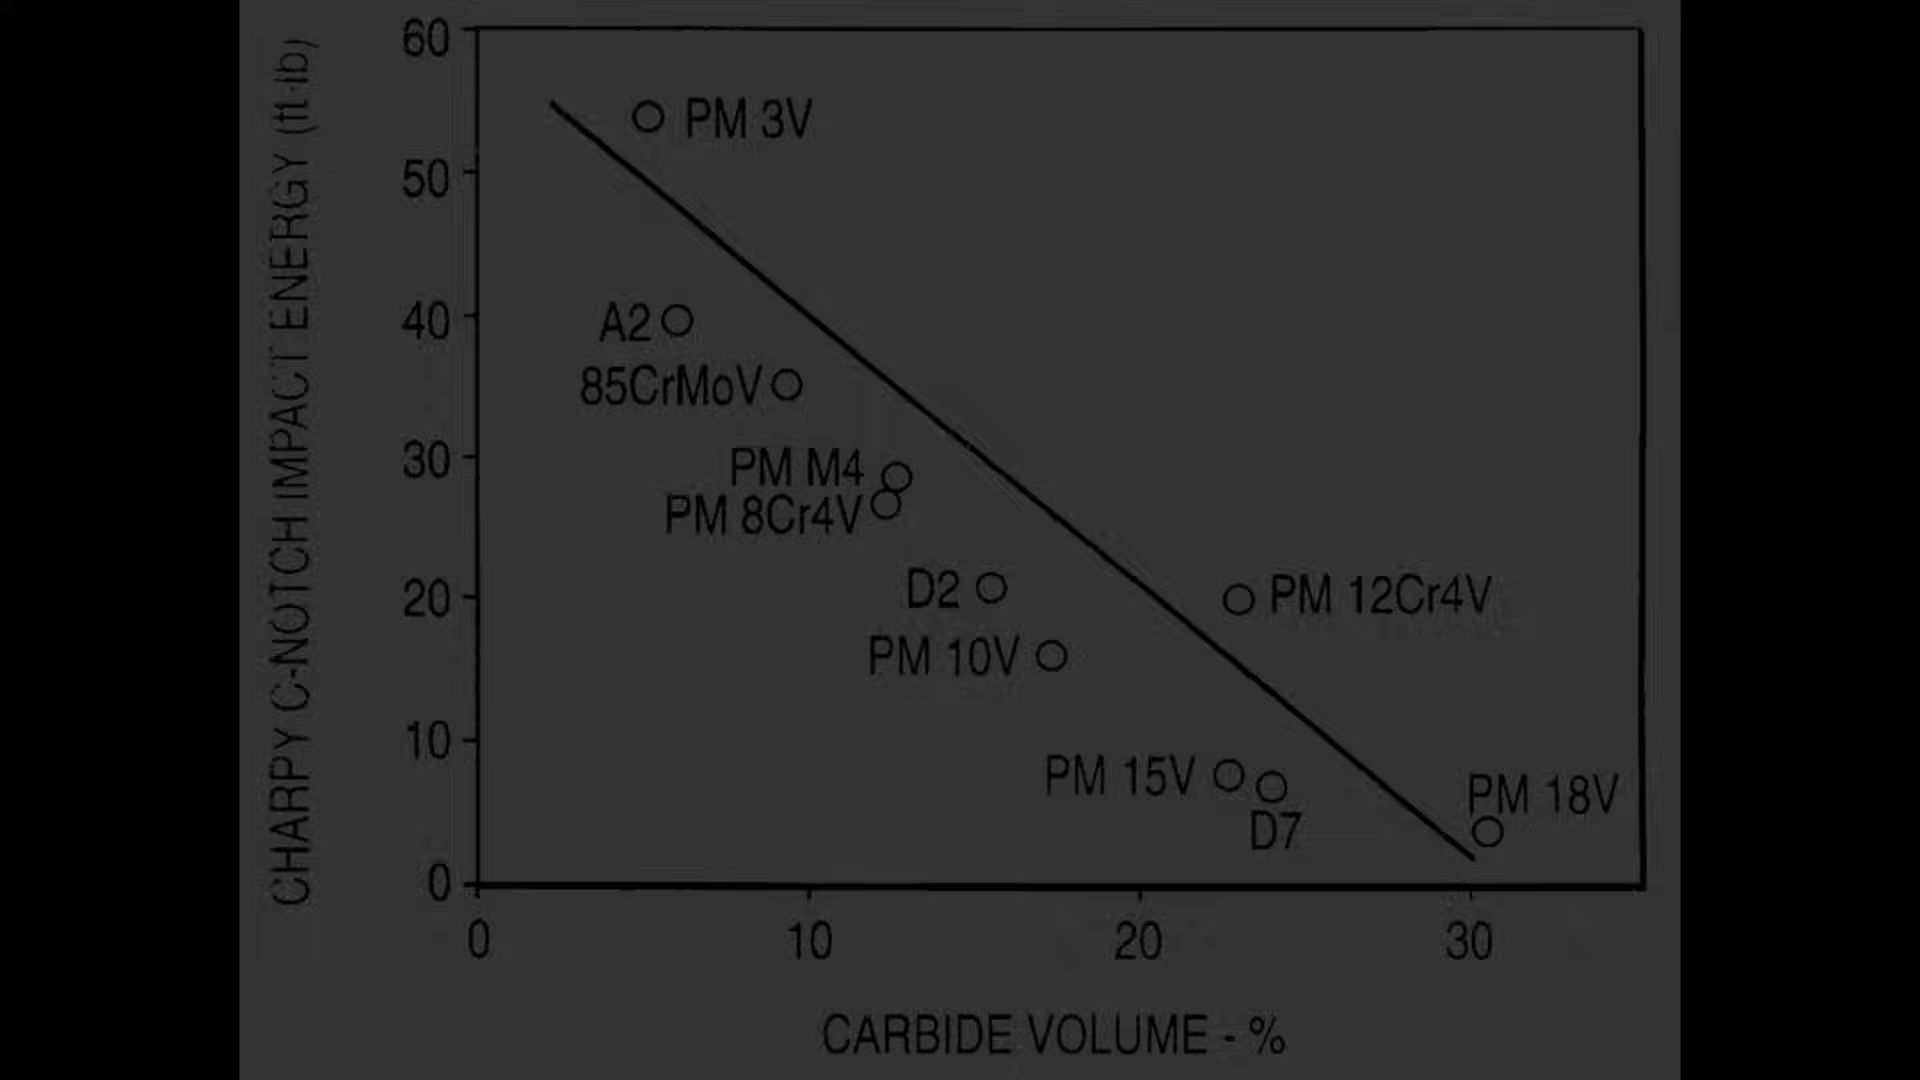 CHARPY C-NOTCH IMPACT ENERGY (ft·lb)
60
50
40
30
20
10
0
PM 3V
A2
85CrMoV
PM M4
PM 8Cr4V
D2
PM 12Cr4V
PM 10V
PM 15V
D7
PM 18V
0 10 20 30
CARBIDE VOLUME - %